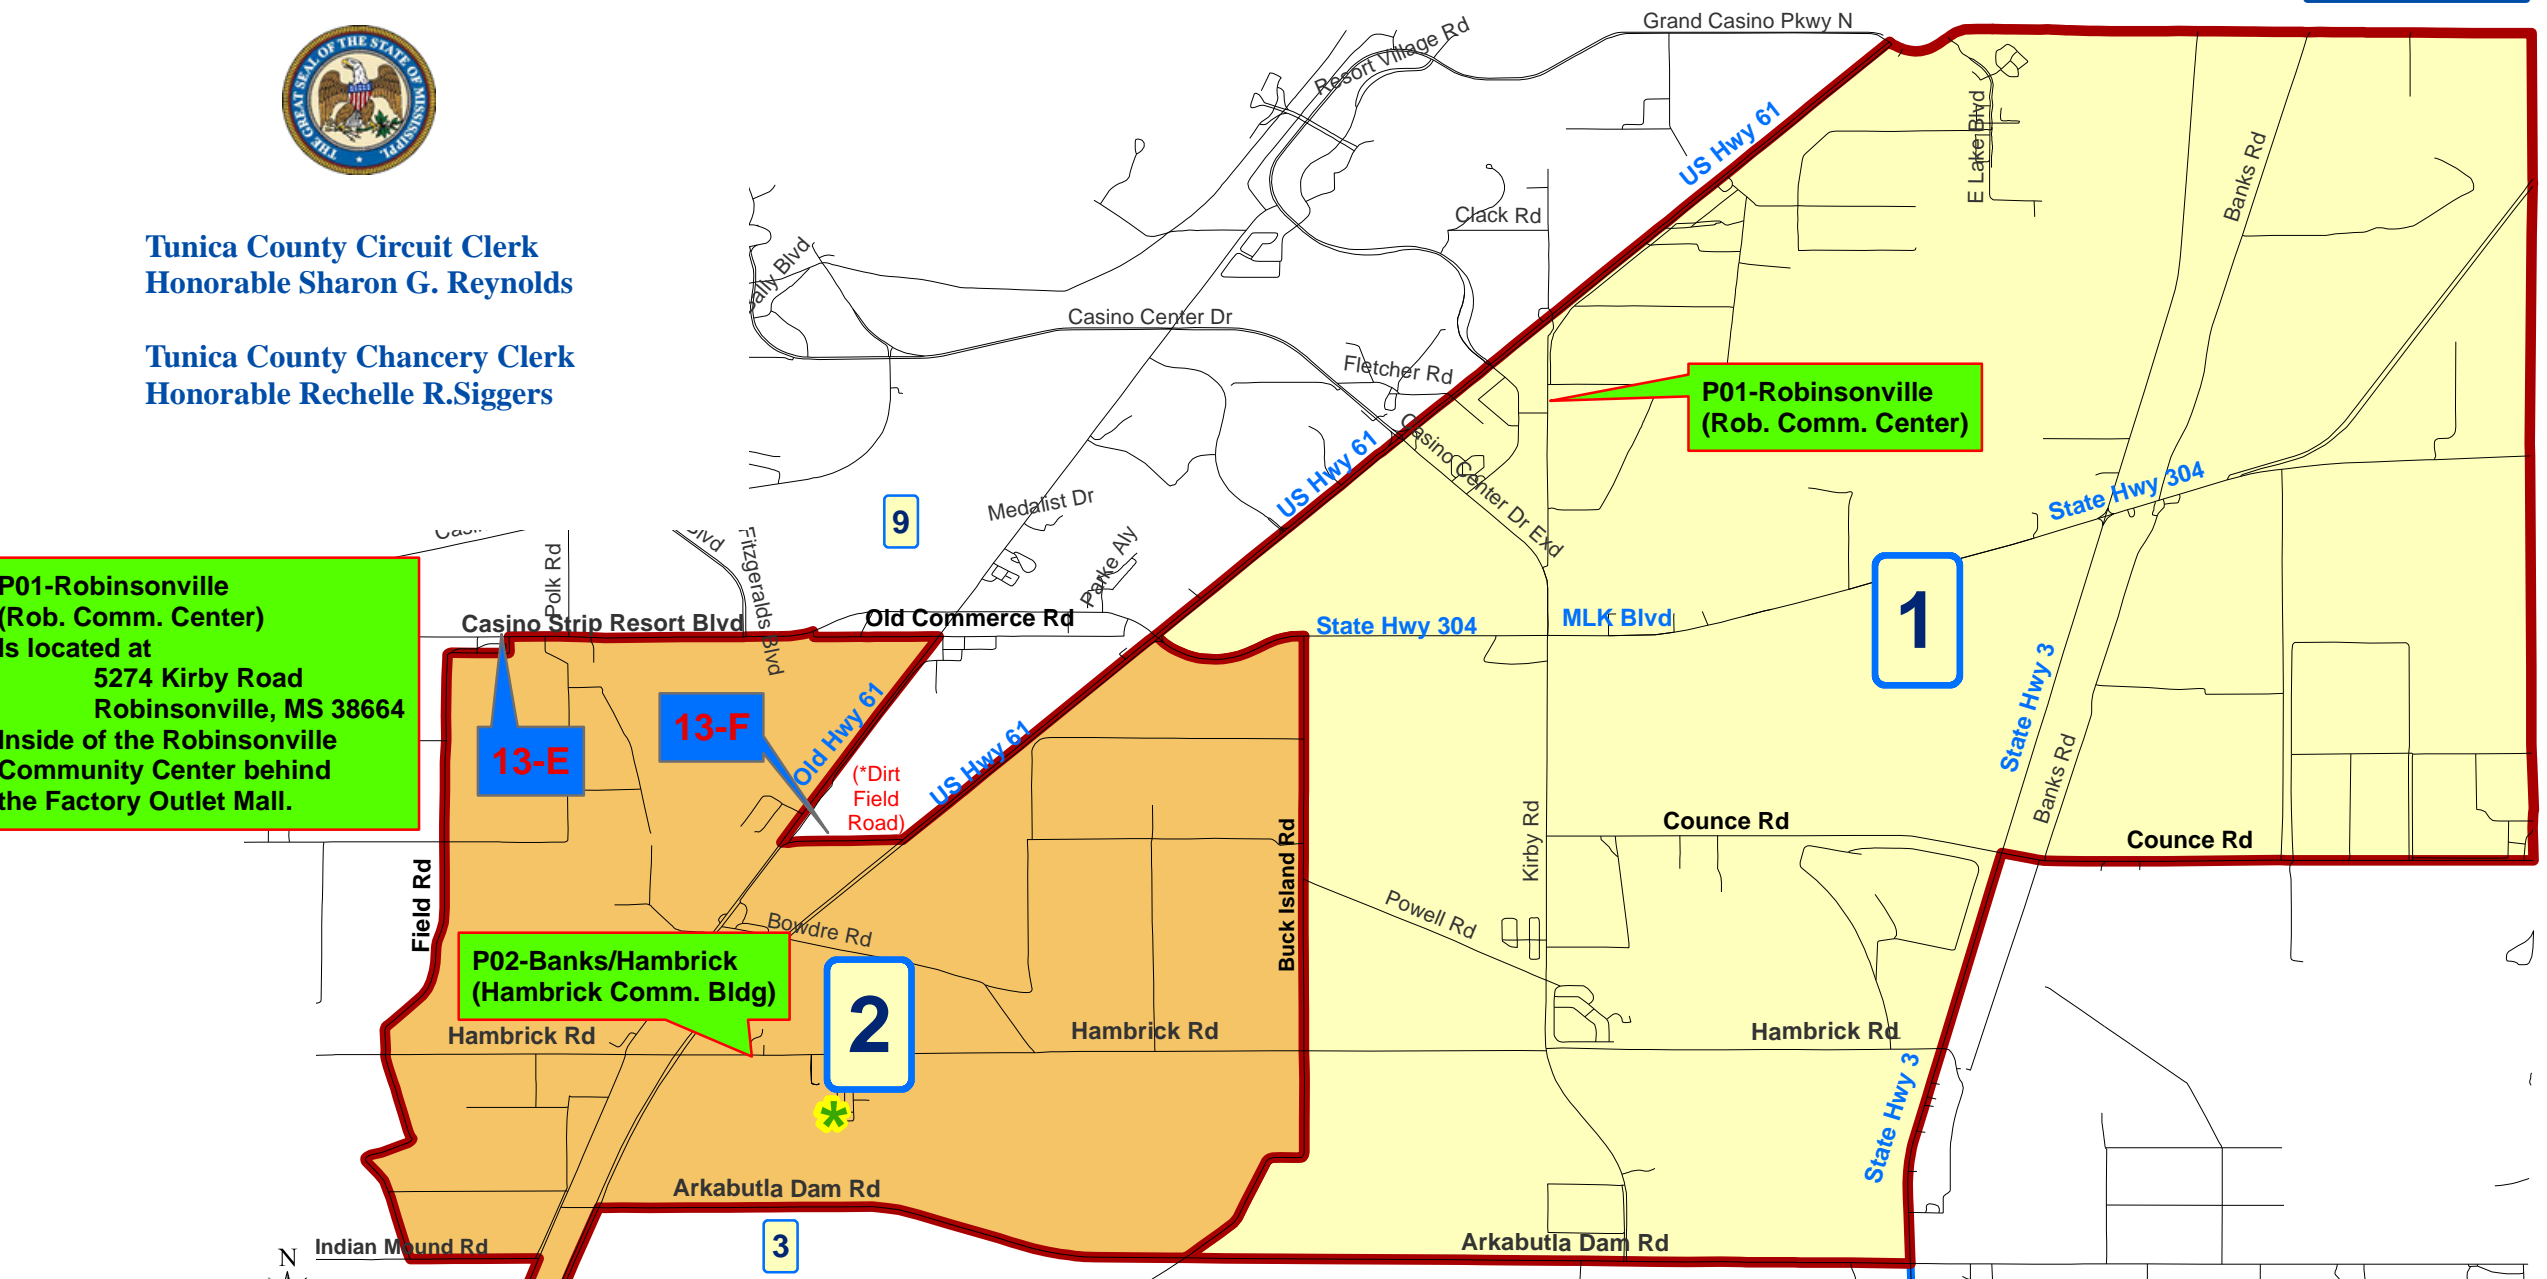 Grand Casino Pkwy N
Resort Village Rd
THE GREAT SEAL OF THE STATE OF MISSISSIPPI
US Hwy 61
E Lake Blvd
Banks Rd
Clack Rd
Tunica County Circuit Clerk
Honorable Sharon G. Reynolds
Tunica County Chancery Clerk
Honorable Rechelle R.Siggers
Casino Center Dr
Fletcher Rd
P01-Robinsonville
(Rob. Comm. Center)
US Hwy 61
Casino Center Dr Exd
State Hwy 304
Medalist Dr
9
Parke Aly
Polk Rd
Blvd
Fitzgeralds Blvd
P01-Robinsonville
(Rob. Comm. Center)
Is located at
5274 Kirby Road
Robinsonville, MS 38664
Inside of the Robinsonville
Community Center behind
the Factory Outlet Mall.
Casino Strip Resort Blvd
Old Commerce Rd
State Hwy 304
MLK Blvd
1
State Hwy 3
13-E
13-F
Old Hwy 61
US Hwy 61
(*Dirt
Field
Road)
Banks Rd
Kirby Rd
Counce Rd
Counce Rd
Field Rd
Buck Island Rd
Bowdre Rd
Powell Rd
P02-Banks/Hambrick
(Hambrick Comm. Bldg)
2
Hambrick Rd
Hambrick Rd
Hambrick Rd
State Hwy 3
*
Arkabutla Dam Rd
3
Indian Mound Rd
Arkabutla Dam Rd
N